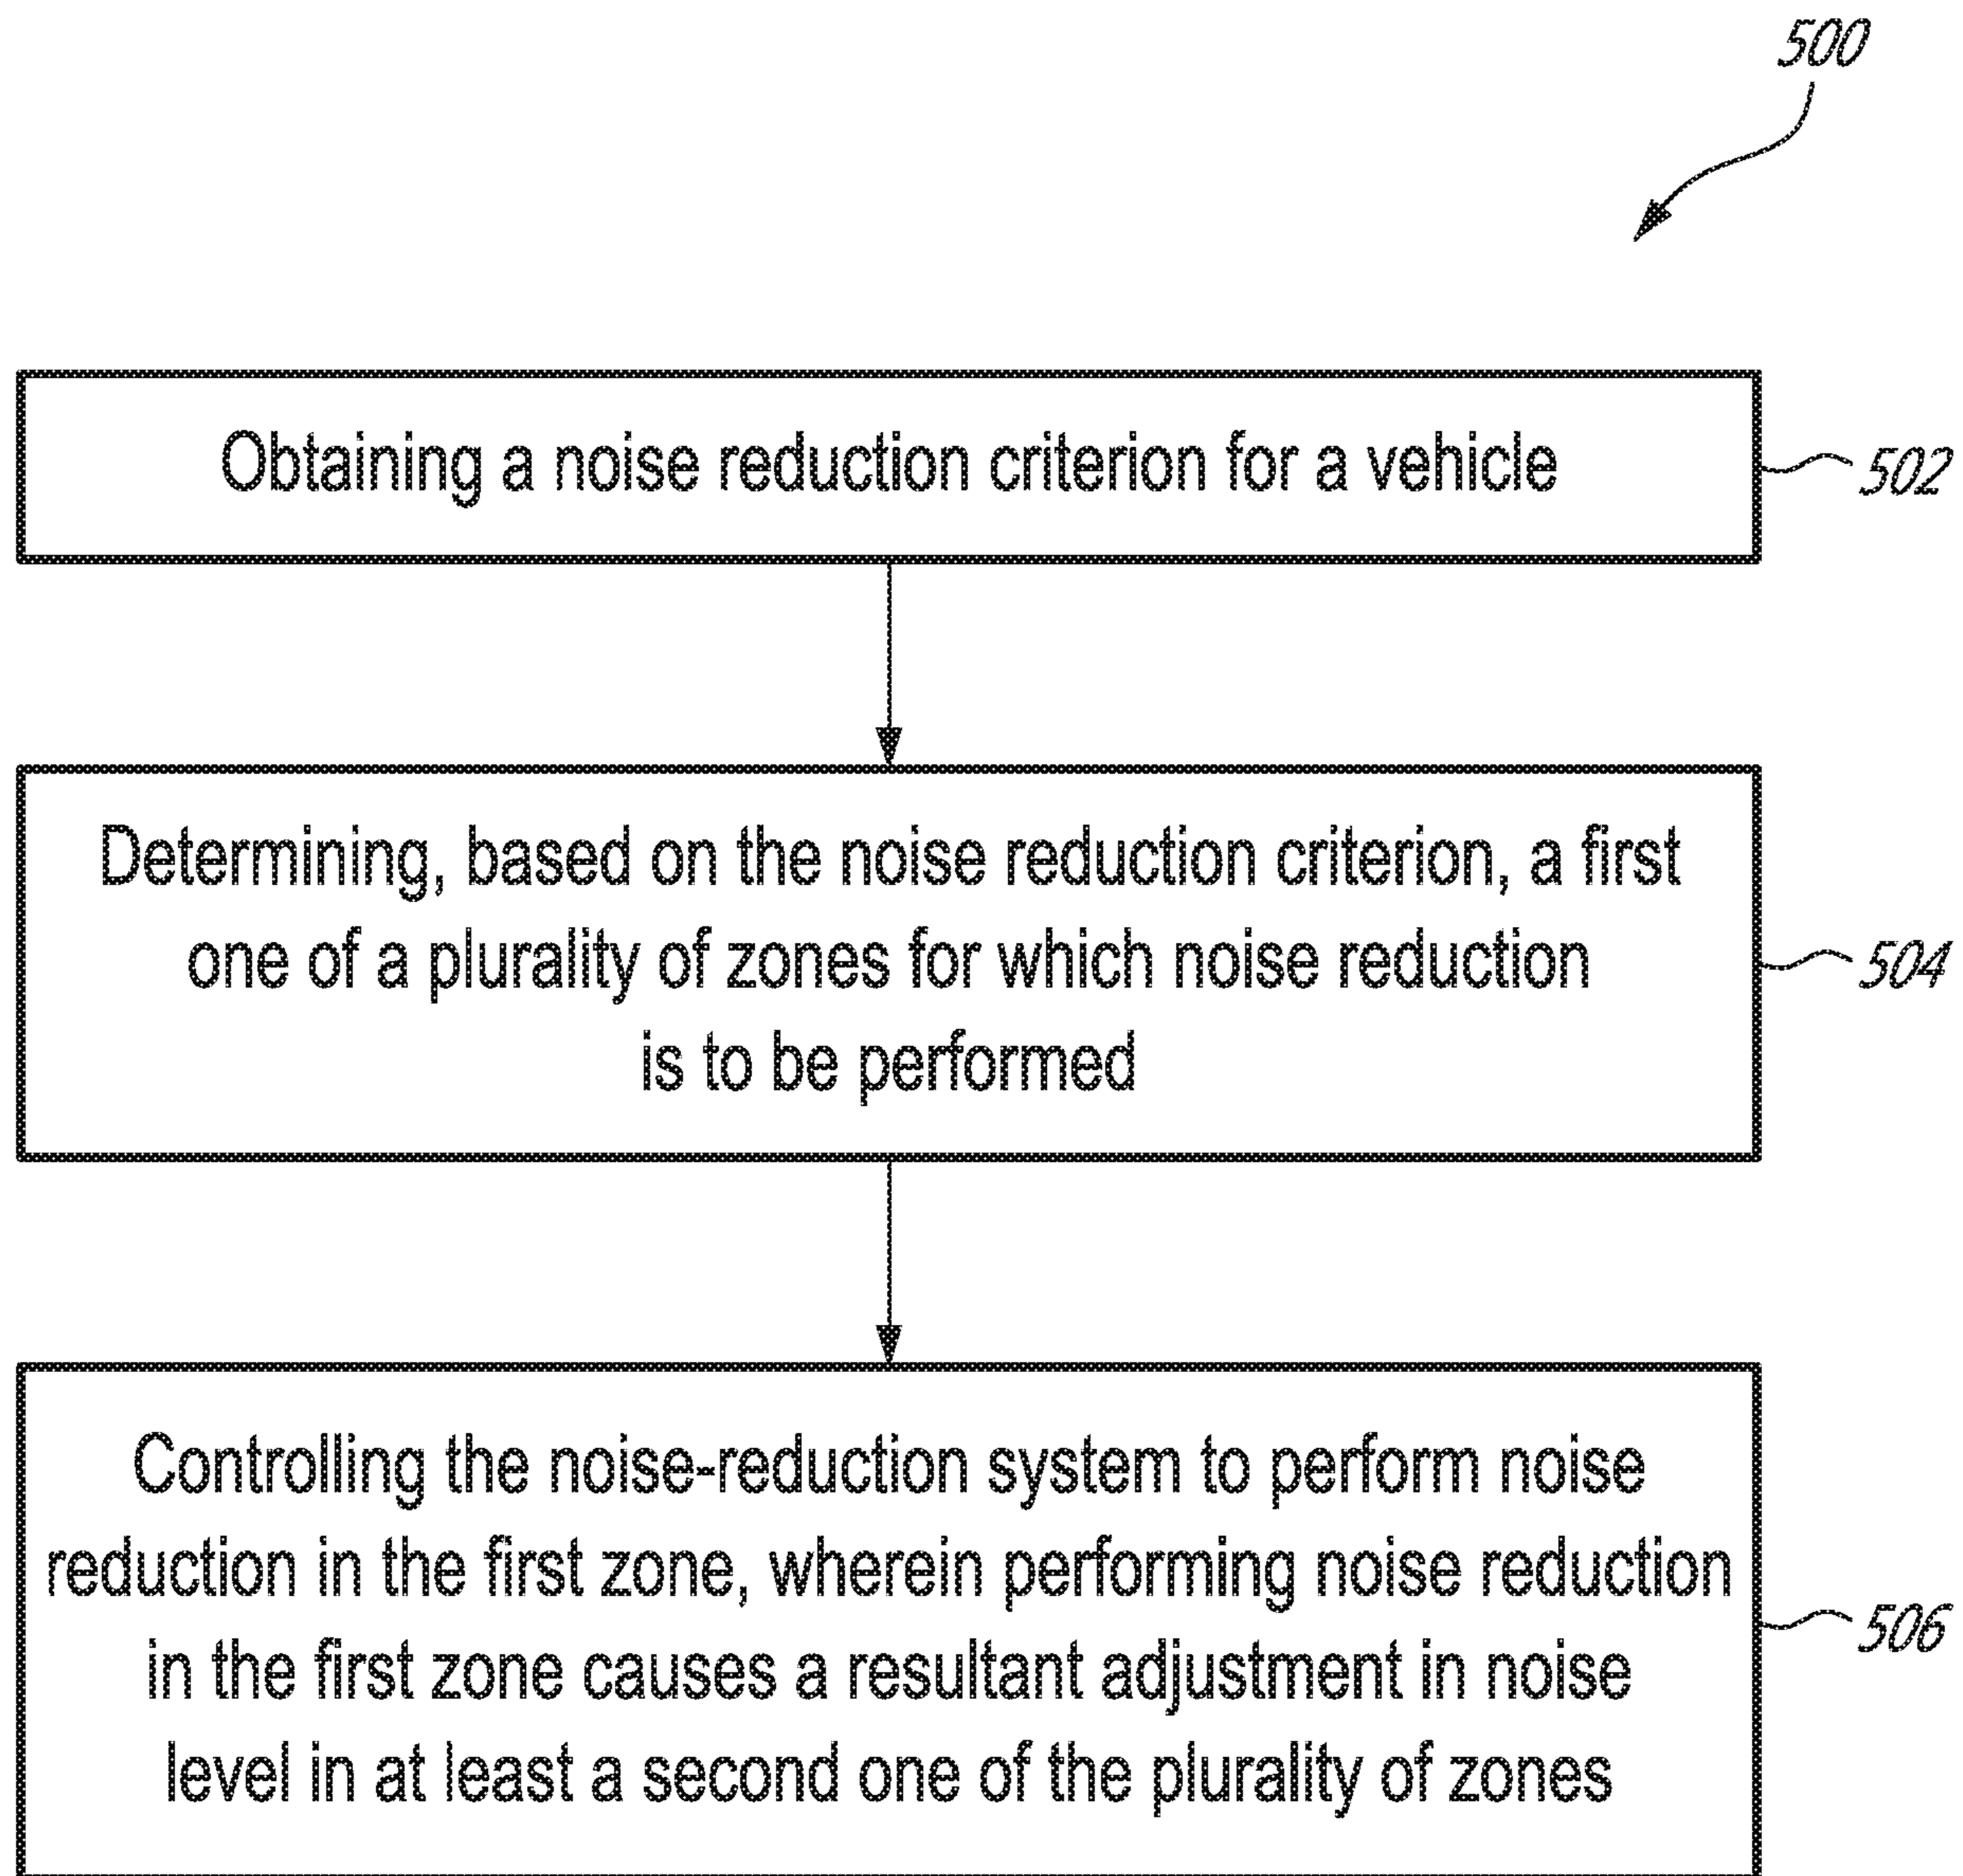 500
Obtaining a noise reduction criterion for a vehicle
502
Determining, based on the noise reduction criterion, a first
one of a plurality of zones for which noise reduction
is to be performed
504
Controlling the noise-reduction system to perform noise
reduction in the first zone, wherein performing noise reduction
in the first zone causes a resultant adjustment in noise
level in at least a second one of the plurality of zones
506